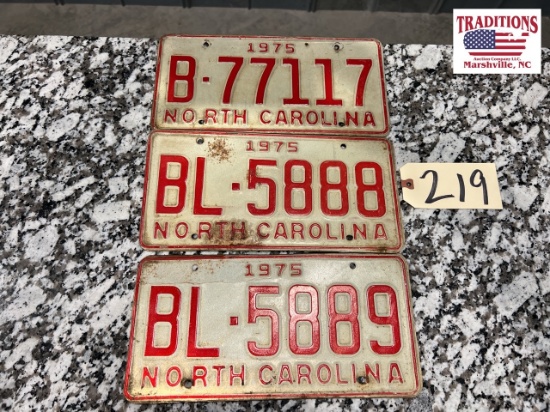 TRADITIONS
Auction Company LLC.
Marshville, NC
1975
B-77117
NORTH CAROLINA
1975
BL-5888
NORTH CAROLINA
219
1975
BL-5889
NORTH CAROLINA